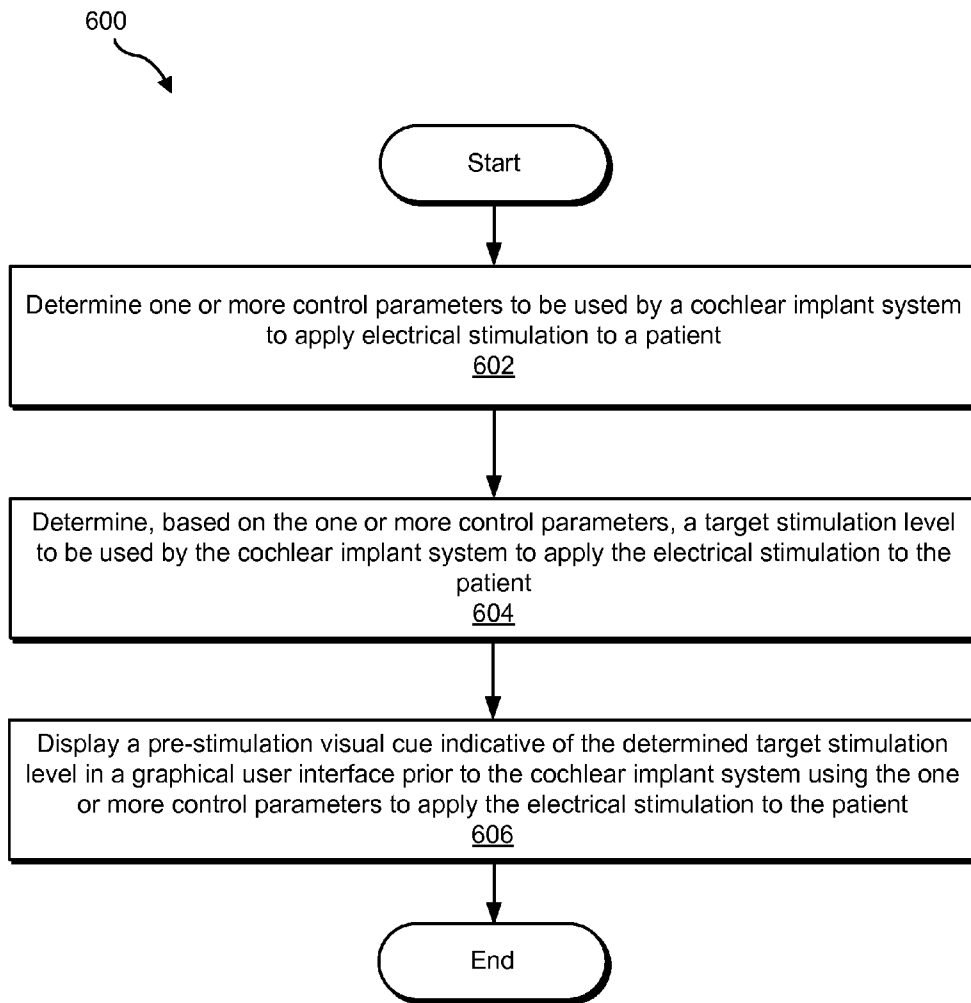 600
Start
Determine one or more control parameters to be used by a cochlear implant system
to apply electrical stimulation to a patient
602
Determine, based on the one or more control parameters, a target stimulation level
to be used by the cochlear implant system to apply the electrical stimulation to the
patient
604
Display a pre-stimulation visual cue indicative of the determined target stimulation
level in a graphical user interface prior to the cochlear implant system using the one
or more control parameters to apply the electrical stimulation to the patient
606
End